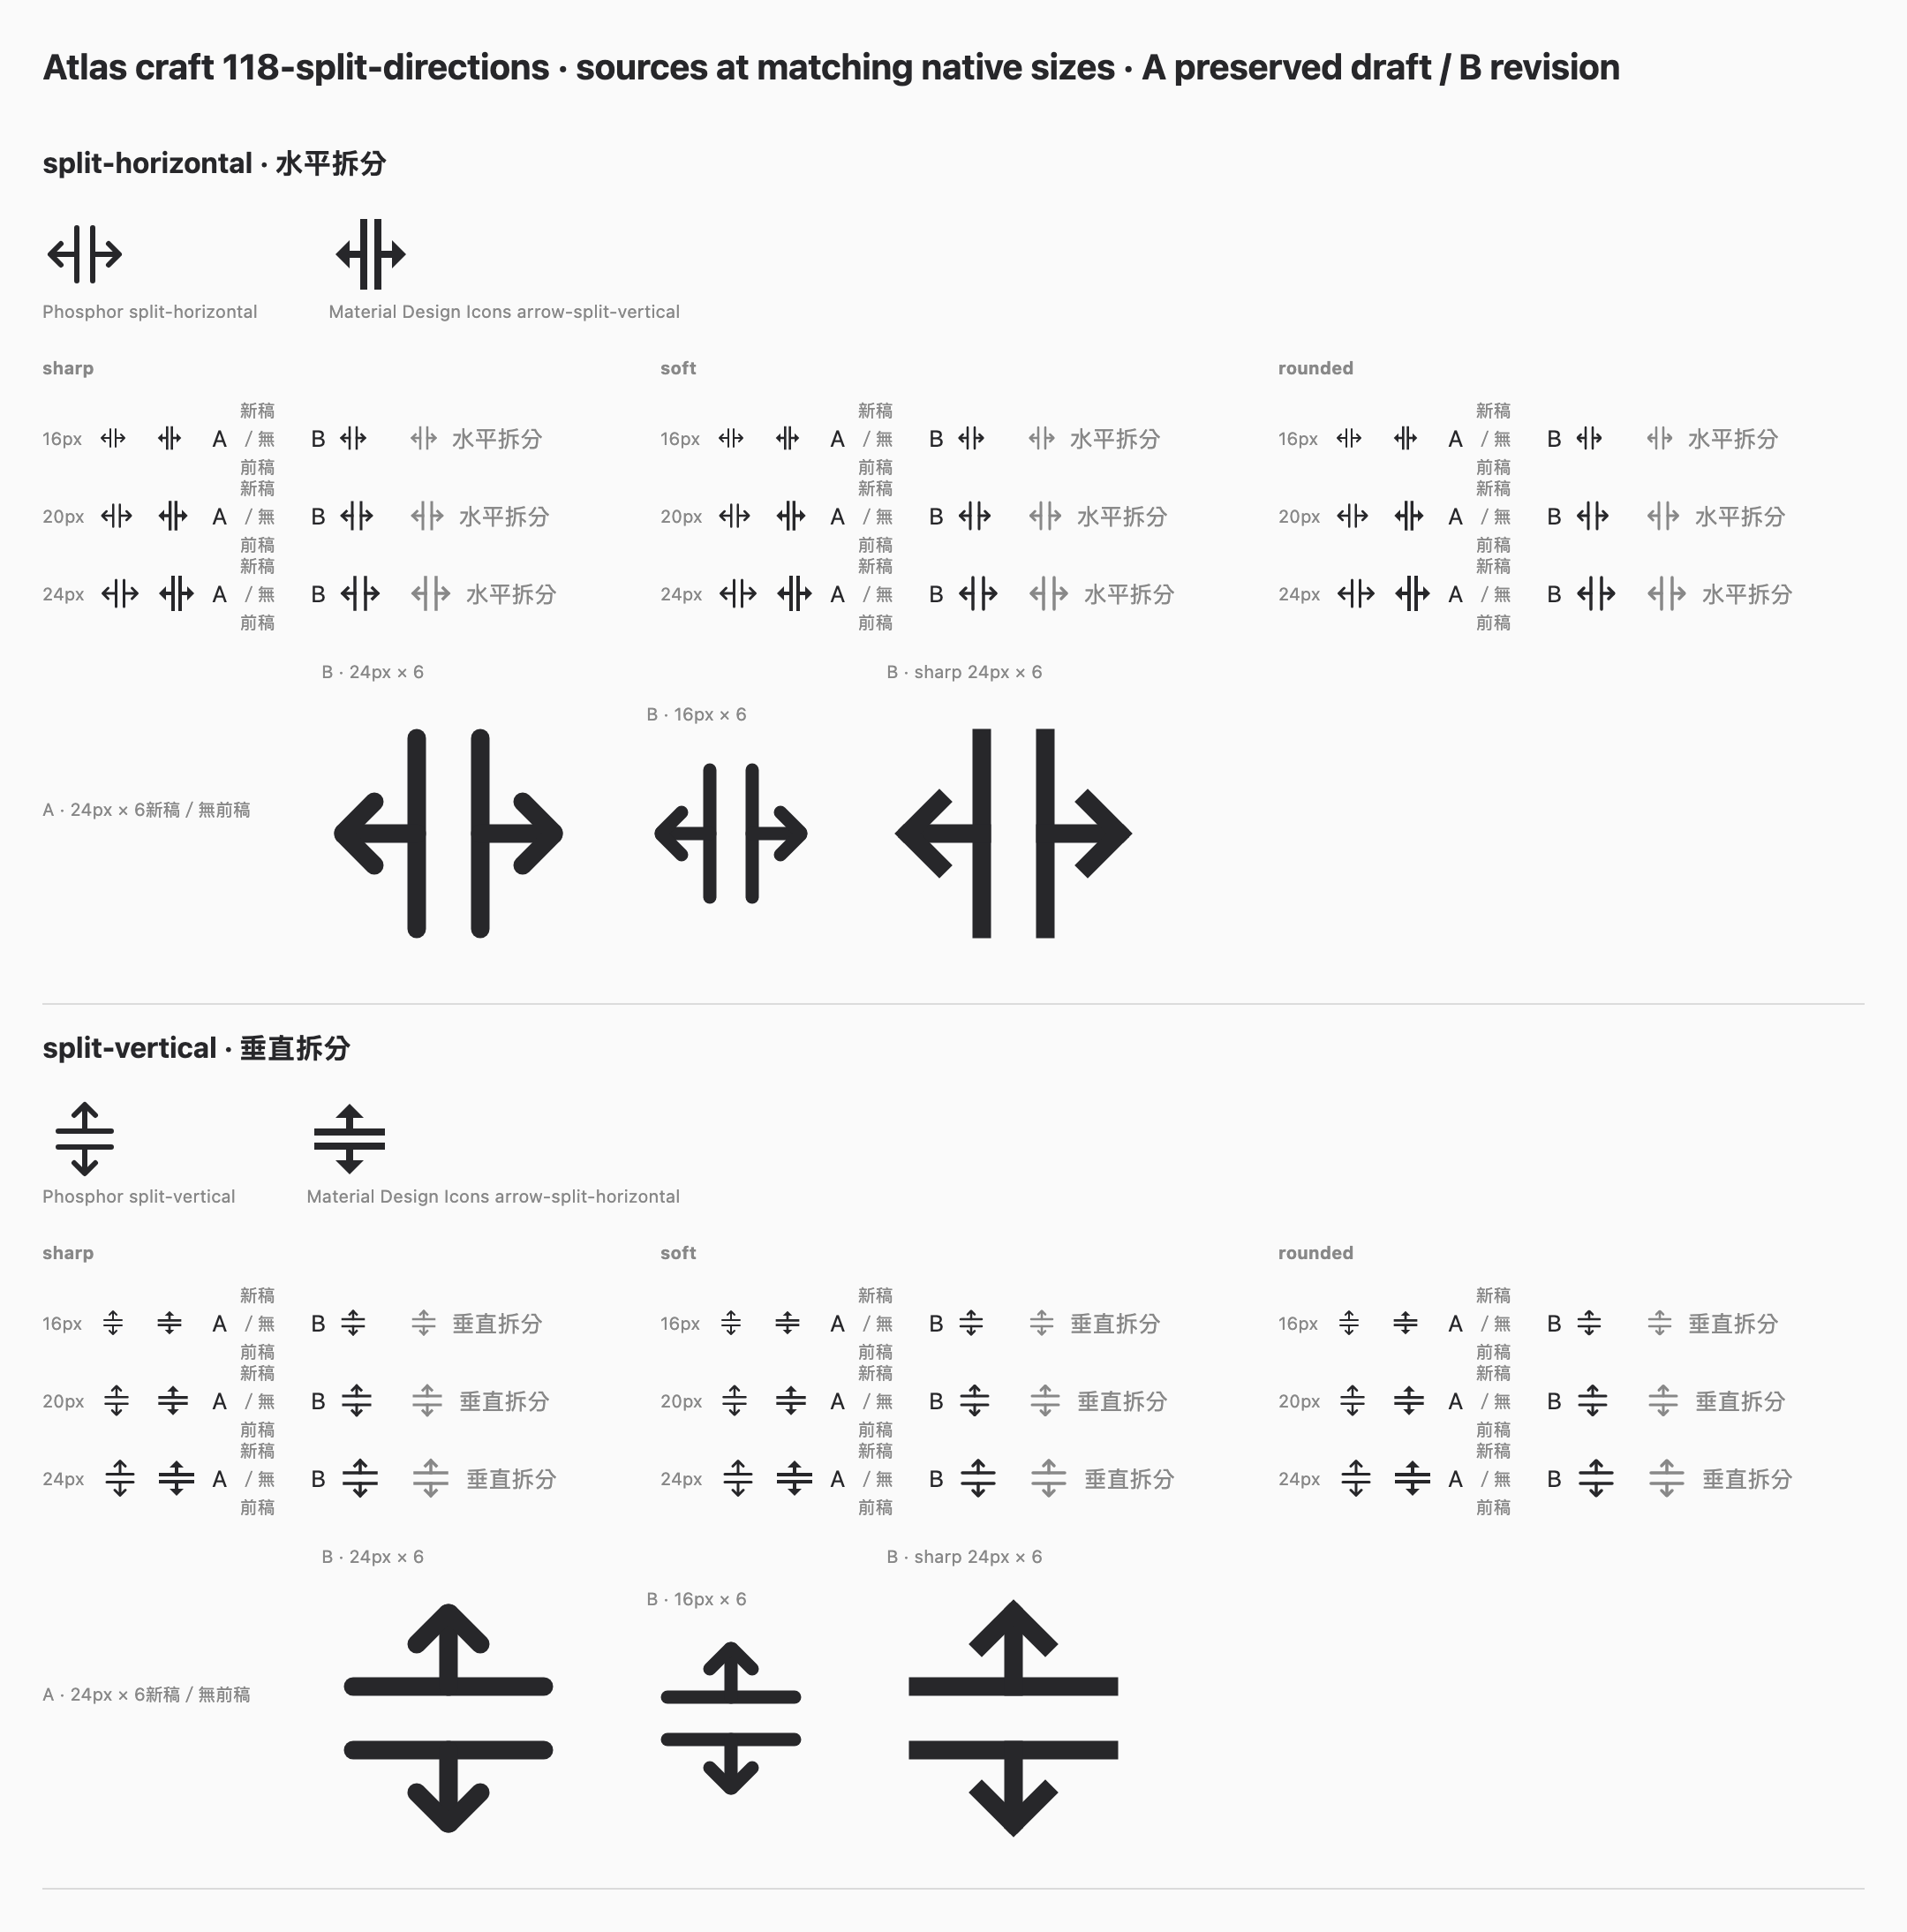 Atlas craft 118-split-directions · sources at matching native sizes · A preserved draft / B revision
split-horizontal · 水平拆分
Phosphor split-horizontal
Material Design Icons arrow-split-vertical
sharp
16px A 新稿 / 無前稿 B 水平拆分
20px A 新稿 / 無前稿 B 水平拆分
24px A 新稿 / 無前稿 B 水平拆分
soft
16px A 新稿 / 無前稿 B 水平拆分
20px A 新稿 / 無前稿 B 水平拆分
24px A 新稿 / 無前稿 B 水平拆分
rounded
16px A 新稿 / 無前稿 B 水平拆分
20px A 新稿 / 無前稿 B 水平拆分
24px A 新稿 / 無前稿 B 水平拆分
A · 24px × 6新稿 / 無前稿
B · 24px × 6
B · 16px × 6
B · sharp 24px × 6
split-vertical · 垂直拆分
Phosphor split-vertical
Material Design Icons arrow-split-horizontal
sharp
16px A 新稿 / 無前稿 B 垂直拆分
20px A 新稿 / 無前稿 B 垂直拆分
24px A 新稿 / 無前稿 B 垂直拆分
soft
16px A 新稿 / 無前稿 B 垂直拆分
20px A 新稿 / 無前稿 B 垂直拆分
24px A 新稿 / 無前稿 B 垂直拆分
rounded
16px A 新稿 / 無前稿 B 垂直拆分
20px A 新稿 / 無前稿 B 垂直拆分
24px A 新稿 / 無前稿 B 垂直拆分
A · 24px × 6新稿 / 無前稿
B · 24px × 6
B · 16px × 6
B · sharp 24px × 6